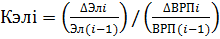 Кэлі = (ΔЭлі / Эл(i−1)) / (ΔВРПі / ВРП(i−1))